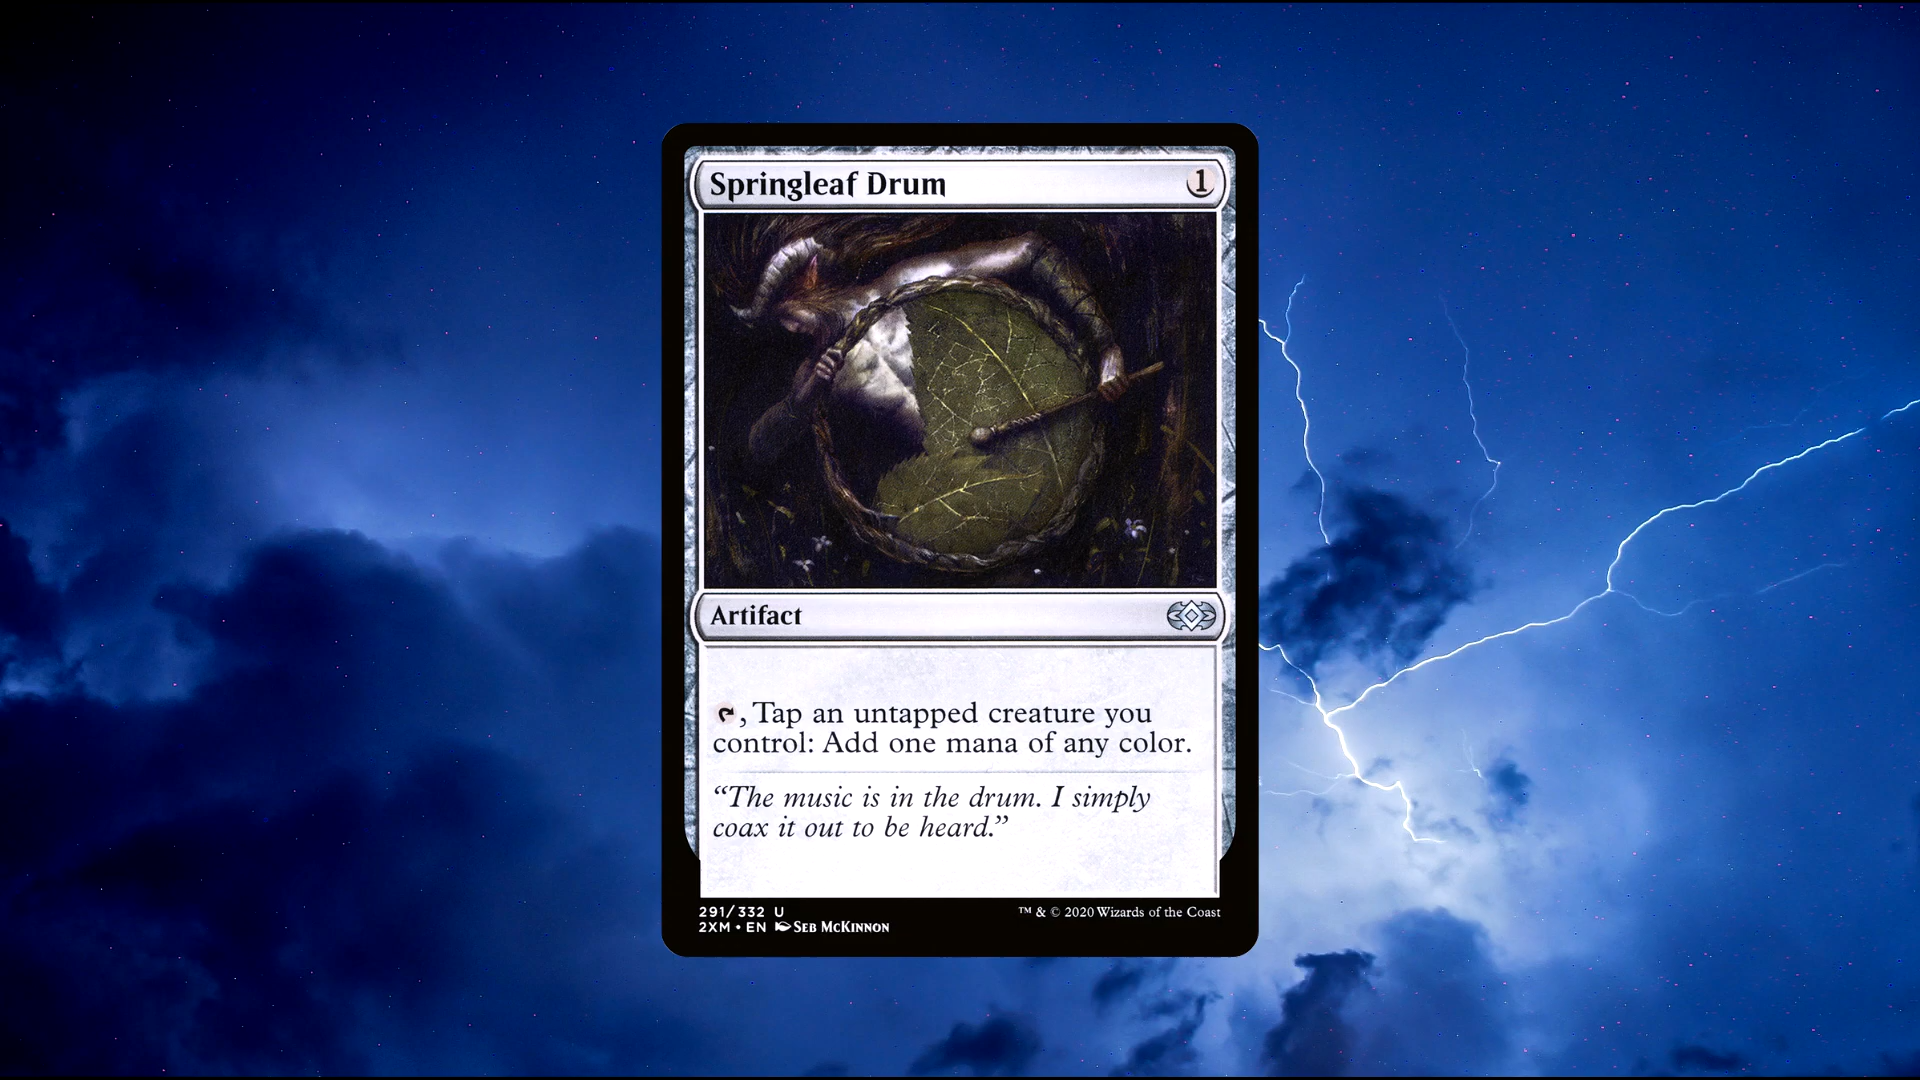 Springleaf Drum 1
Artifact
, Tap an untapped creature you
control: Add one mana of any color.
“The music is in the drum. I simply
coax it out to be heard.”
291/332 U
™ & © 2020 Wizards of the Coast
2XM • EN Seb McKinnon